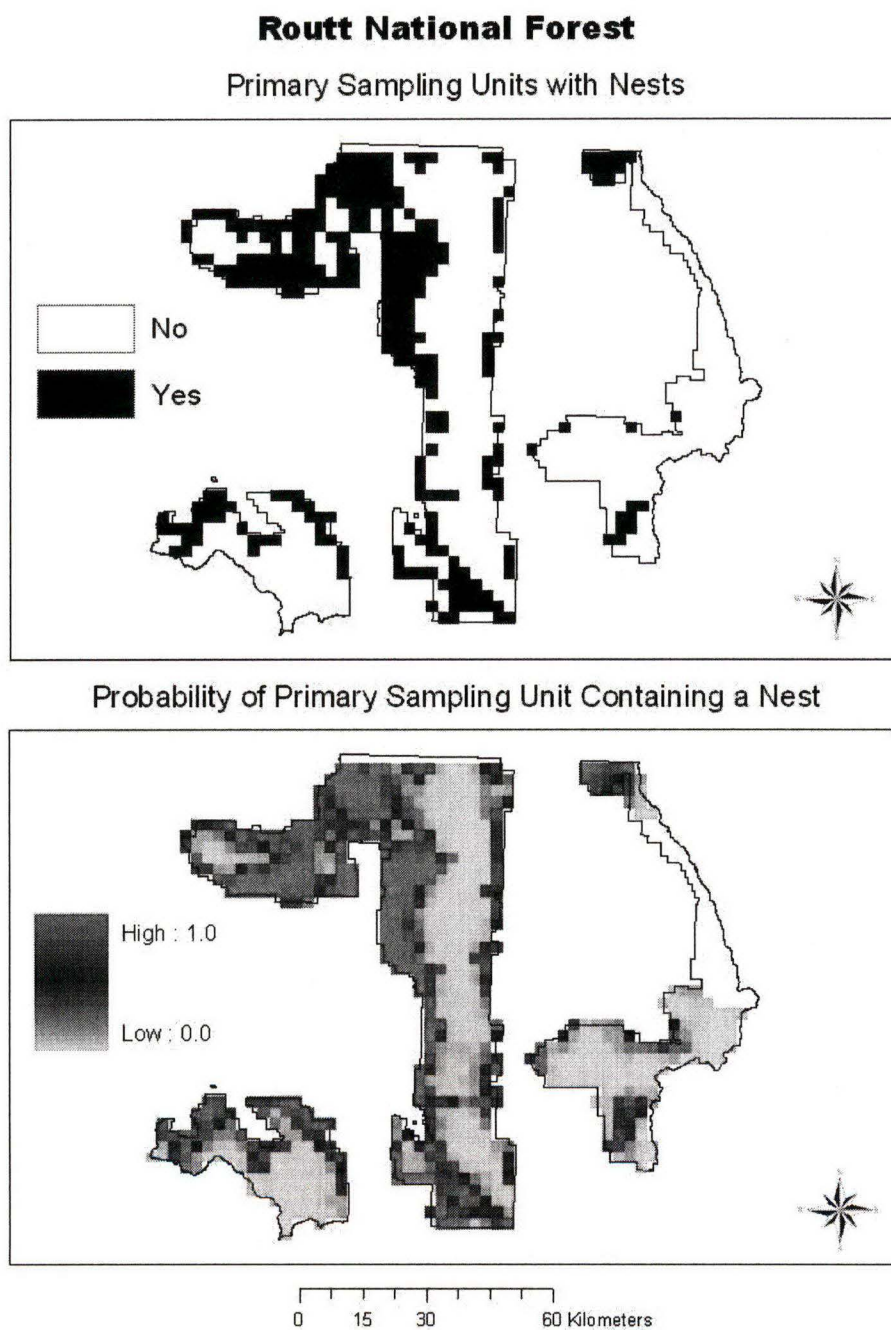 Routt National Forest
Primary Sampling Units with Nests
No
Yes
Probability of Primary Sampling Unit Containing a Nest
High : 1.0
Low : 0.0
0 15 30 60 Kilometers